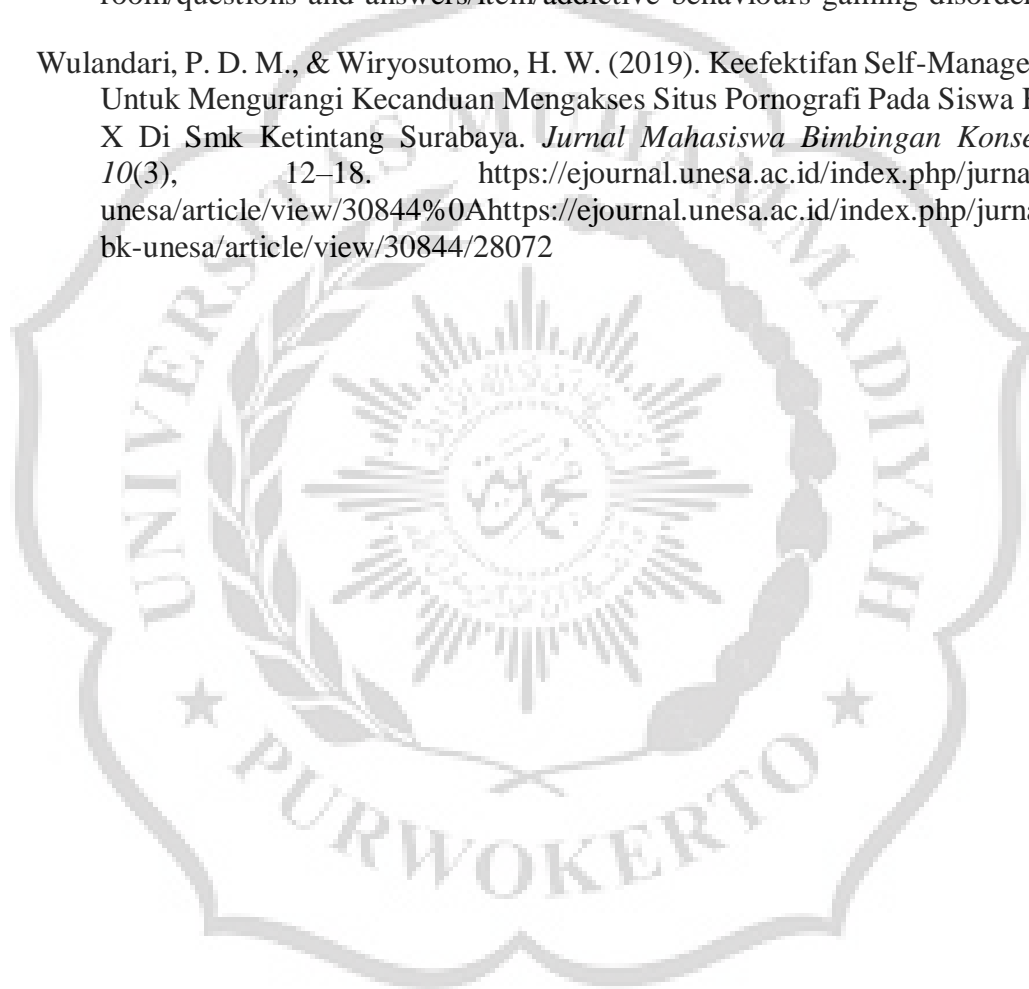 room/questions-and-answers/item/addictive-behaviours-gaming-disorder
Wulandari, P. D. M., & Wiryosutomo, H. W. (2019). Keefektifan Self-Manage
Untuk Mengurangi Kecanduan Mengakses Situs Pornografi Pada Siswa
X Di Smk Ketintang Surabaya. Jurnal Mahasiswa Bimbingan Konse
10(3), 12–18. https://ejournal.unesa.ac.id/index.php/jurna
unesa/article/view/30844%0Ahttps://ejournal.unesa.ac.id/index.php/jurna
bk-unesa/article/view/30844/28072
UNIVERSITAS MUHAMMADIYAH
PURWOKERTO